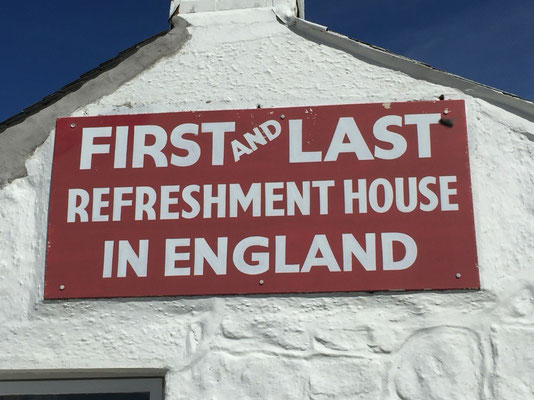 FIRST AND LAST
REFRESHMENT HOUSE
IN ENGLAND